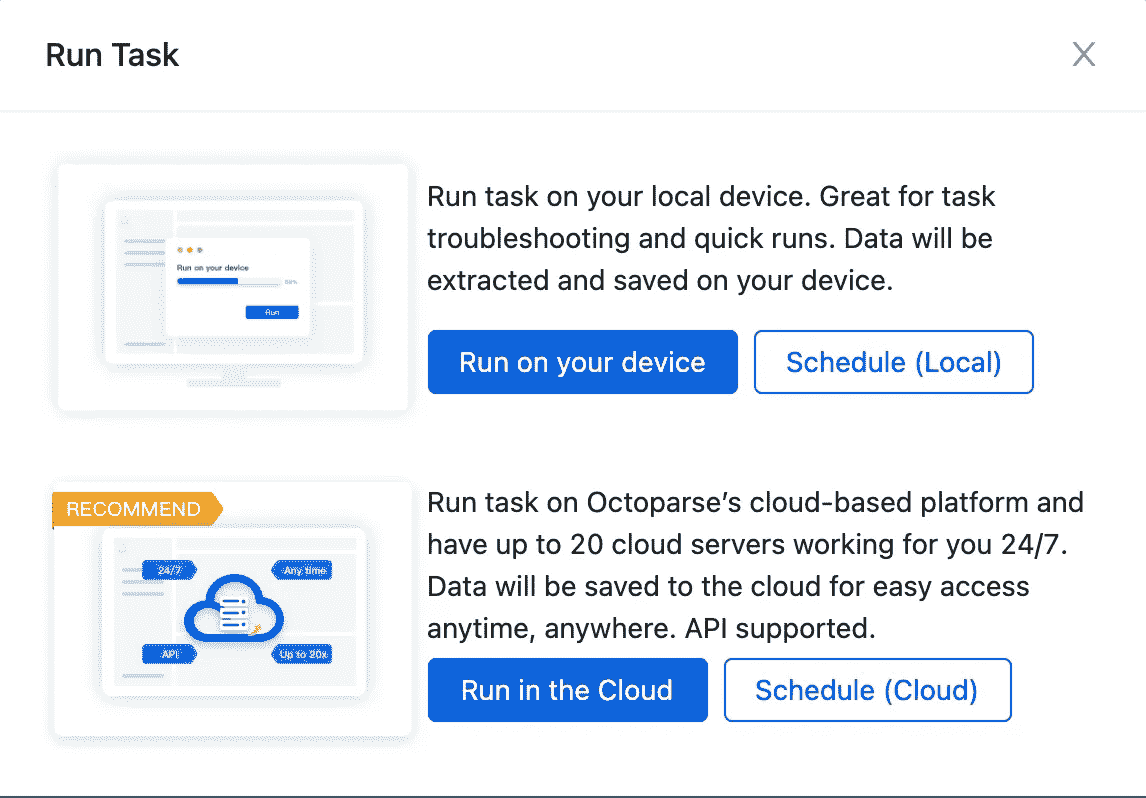 Run Task
Run on your device
Run
Run task on your local device. Great for task
troubleshooting and quick runs. Data will be
extracted and saved on your device.
Run on your device
Schedule (Local)
RECOMMEND
24/7
Any time
API
Up to 20x
Run task on Octoparse’s cloud-based platform and
have up to 20 cloud servers working for you 24/7.
Data will be saved to the cloud for easy access
anytime, anywhere. API supported.
Run in the Cloud
Schedule (Cloud)